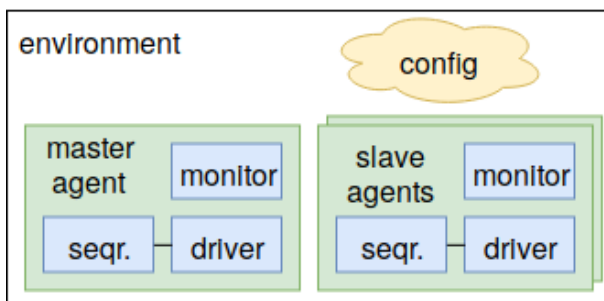 environment
config
master
agent
monitor
seqr.
driver
slave
agents
monitor
seqr.
driver